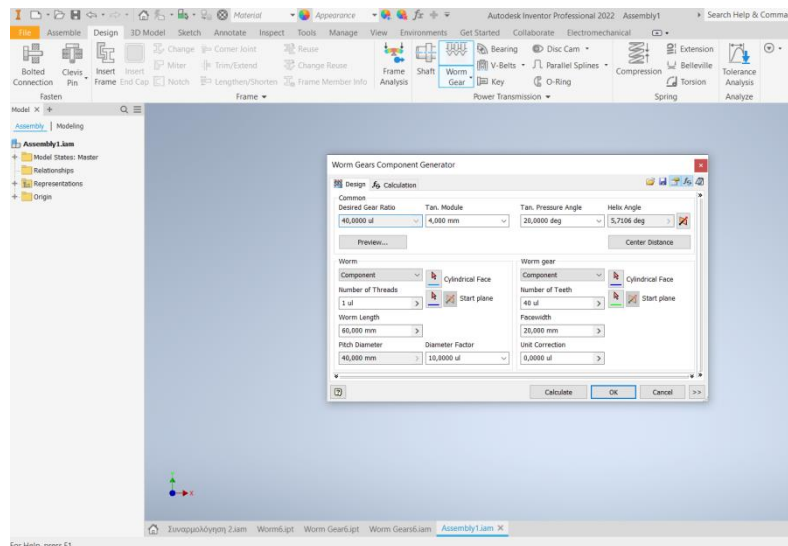 Material Appearance fx Autodesk Inventor Professional 2022 Assembly1 Search Help & Comma
File Assemble Design 3D Model Sketch Annotate Inspect Tools Manage View Environments Get Started Collaborate Electromechanical
Bolted Connection
Clevis Pin
Insert Frame
Insert End Cap
Change Corner Joint Reuse
Miter Trim/Extend Change Reuse
Notch Lengthen/Shorten Frame Member Info
Frame Analysis
Shaft
Worm Gear
Bearing Disc Cam
V-Belts Parallel Splines
Key O-Ring
Compression
Extension
Belleville
Torsion
Tolerance Analysis
Fasten Frame Power Transmission Spring Analyze
Model X +
Assembly | Modeling
Assembly1.iam
Model States: Master
Relationships
Representations
Origin
Worm Gears Component Generator
Design fx Calculation
Common
Desired Gear Ratio Tan. Module Tan. Pressure Angle Helix Angle
40,0000 ul 4,000 mm 20,0000 deg 5,7106 deg
Preview... Center Distance
Worm Worm gear
Component Cylindrical Face Component Cylindrical Face
Number of Threads Start plane Number of Teeth Start plane
1 ul 40 ul
Worm Length Facewidth
60,000 mm 20,000 mm
Pitch Diameter Diameter Factor Unit Correction
40,000 mm 10,0000 ul 0,0000 ul
Calculate OK Cancel >>
Z
X
Συναρμολόγηση 2.iam Worm6.ipt Worm Gear6.ipt Worm Gears6.iam Assembly1.iam X
For Help, press F1